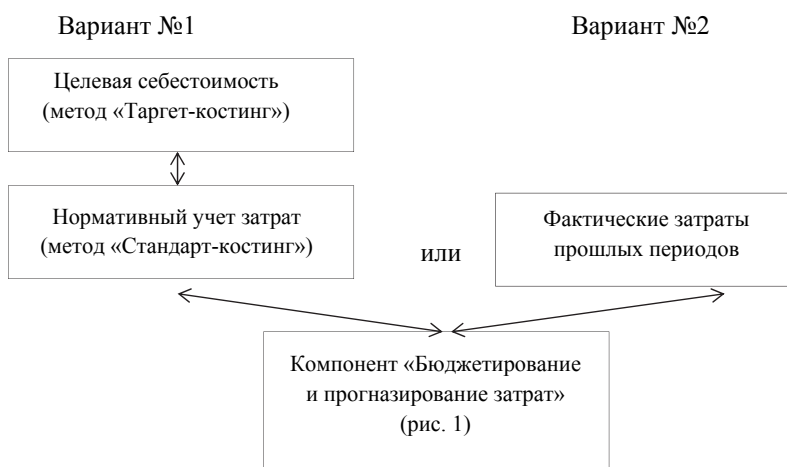 Вариант №1
Вариант №2
Целевая себестоимость
(метод «Таргет-костинг»)
Нормативный учет затрат
(метод «Стандарт-костинг»)
или
Фактические затраты
прошлых периодов
Компонент «Бюджетирование
и прогназирование затрат»
(рис. 1)